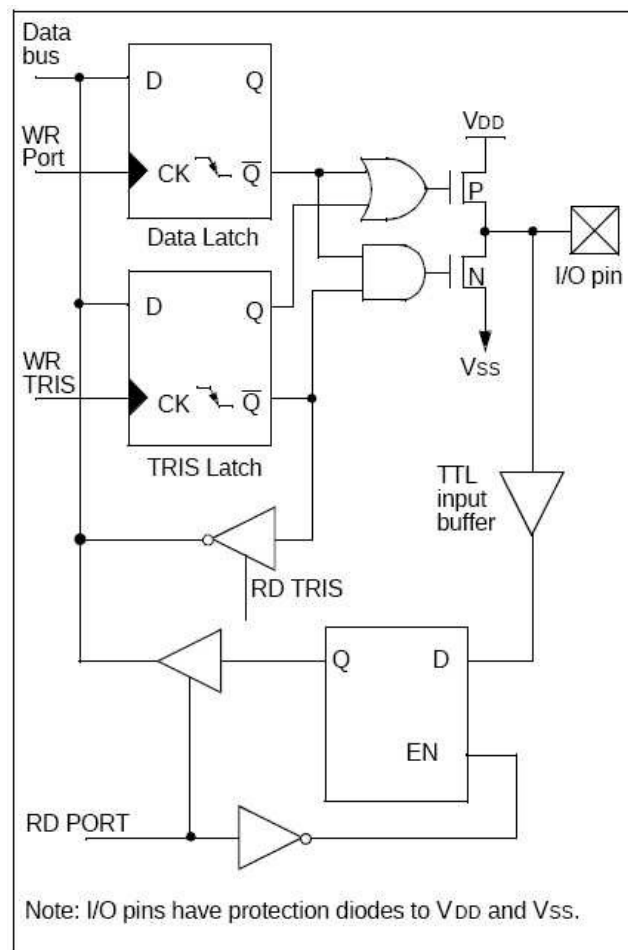 Data
bus
D
Q
WR
Port
CK
Q
VDD
P
Data Latch
N
I/O pin
D
Q
VSS
WR
TRIS
CK
Q
TRIS Latch
TTL
input
buffer
RD TRIS
Q
D
EN
RD PORT
Note: I/O pins have protection diodes to VDD and VSS.